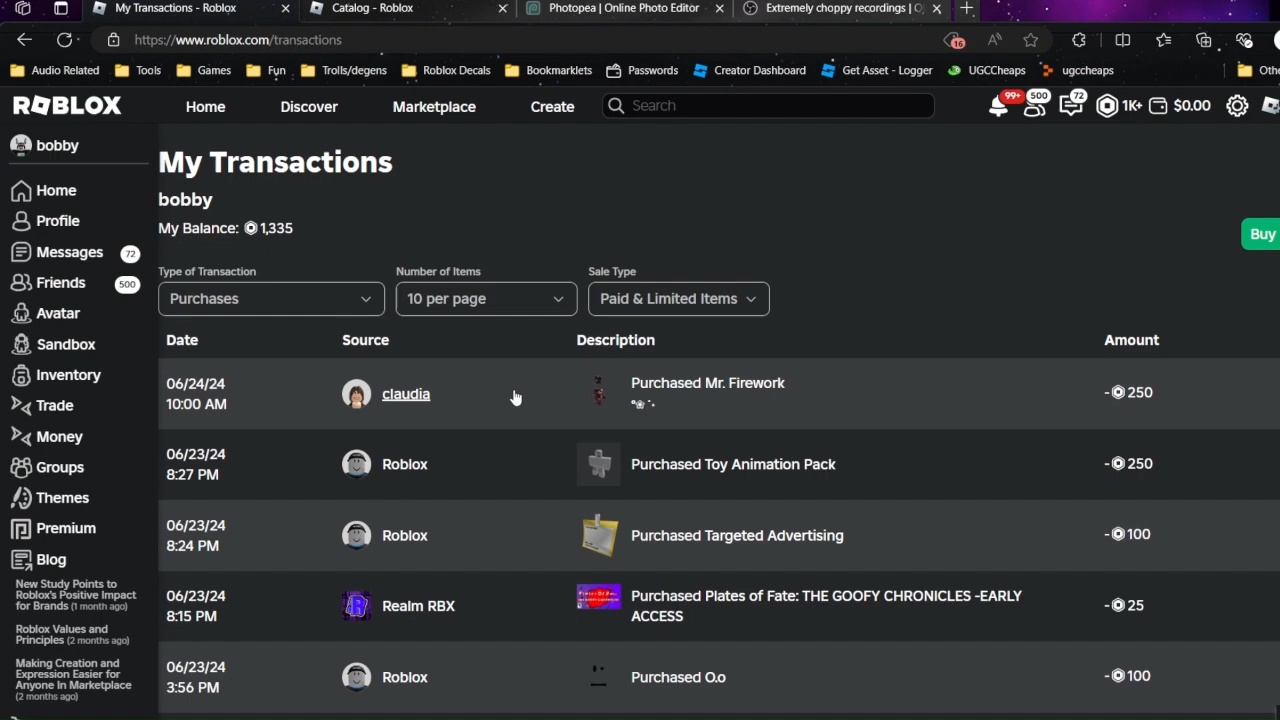 My Transactions - Roblox
Catalog - Roblox
Photopea | Online Photo Editor
Extremely choppy recordings | O
https://www.roblox.com/transactions
16
Audio Related
Tools
Games
Fun
Trolls/degens
Roblox Decals
Bookmarklets
Passwords
Creator Dashboard
Get Asset - Logger
UGCCheaps
ugccheaps
Othe
ROBLOX
Home
Discover
Marketplace
Create
Search
99+
500
72
1K+
$0.00
bobby
Home
Profile
Messages
72
Friends
500
Avatar
Sandbox
Inventory
Trade
Money
Groups
Themes
Premium
Blog
New Study Points to
Roblox's Positive Impact
for Brands (1 month ago)
Roblox Values and
Principles (2 months ago)
Making Creation and
Expression Easier for
Anyone In Marketplace
(2 months ago)
My Transactions
bobby
My Balance: 1,335
Buy
Type of Transaction
Number of Items
Sale Type
Purchases
10 per page
Paid & Limited Items
Date
Source
Description
Amount
06/24/24
10:00 AM
claudia
Purchased Mr. Firework
-250
06/23/24
8:27 PM
Roblox
Purchased Toy Animation Pack
-250
06/23/24
8:24 PM
Roblox
Purchased Targeted Advertising
-100
06/23/24
8:15 PM
Realm RBX
Purchased Plates of Fate: THE GOOFY CHRONICLES -EARLY
ACCESS
-25
06/23/24
3:56 PM
Roblox
Purchased O.o
-100